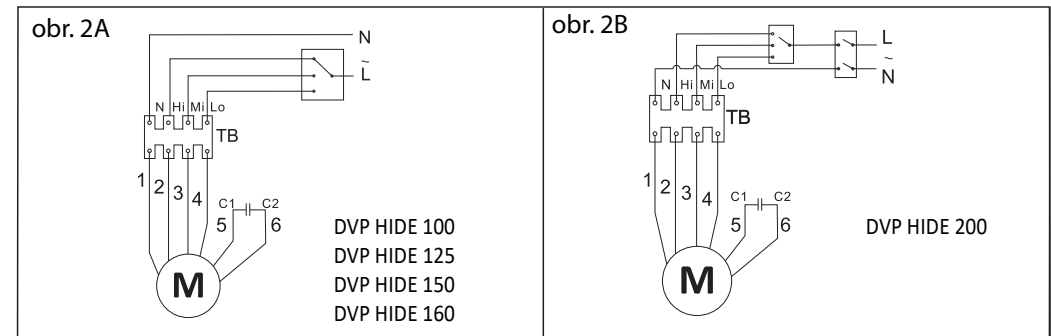 obr. 2A
N
~
L
N Hi Mi Lo
TB
1 2 3 4
C1 C2
5 6
M
DVP HIDE 100
DVP HIDE 125
DVP HIDE 150
DVP HIDE 160
obr. 2B
L
~
N
N Hi Mi Lo
TB
1 2 3 4
C1 C2
5 6
M
DVP HIDE 200